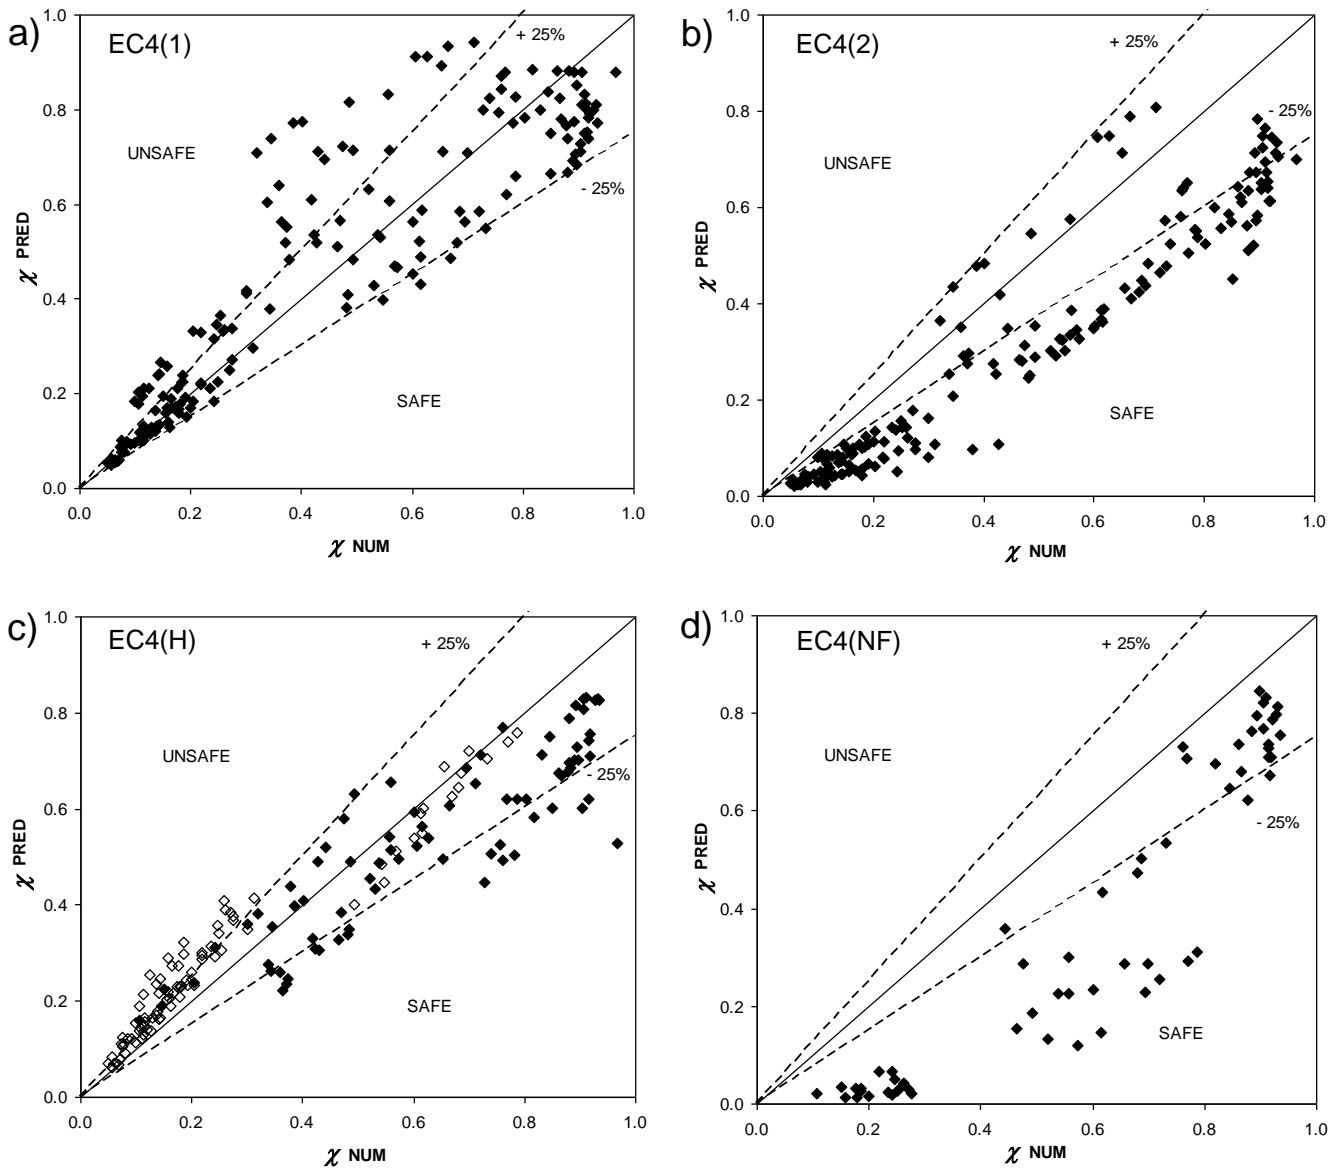 a)
EC4(1)
1.0
0.8
0.6
0.4
0.2
0.0
0.0 0.2 0.4 0.6 0.8 1.0
+ 25%
- 25%
UNSAFE
SAFE
χ PRED
χ NUM
b)
EC4(2)
1.0
0.8
0.6
0.4
0.2
0.0
0.0 0.2 0.4 0.6 0.8 1.0
+ 25%
- 25%
UNSAFE
SAFE
χ PRED
χ NUM
c)
EC4(H)
1.0
0.8
0.6
0.4
0.2
0.0
0.0 0.2 0.4 0.6 0.8 1.0
+ 25%
- 25%
UNSAFE
SAFE
χ PRED
χ NUM
d)
EC4(NF)
1.0
0.8
0.6
0.4
0.2
0.0
0.0 0.2 0.4 0.6 0.8 1.0
+ 25%
- 25%
UNSAFE
SAFE
χ PRED
χ NUM